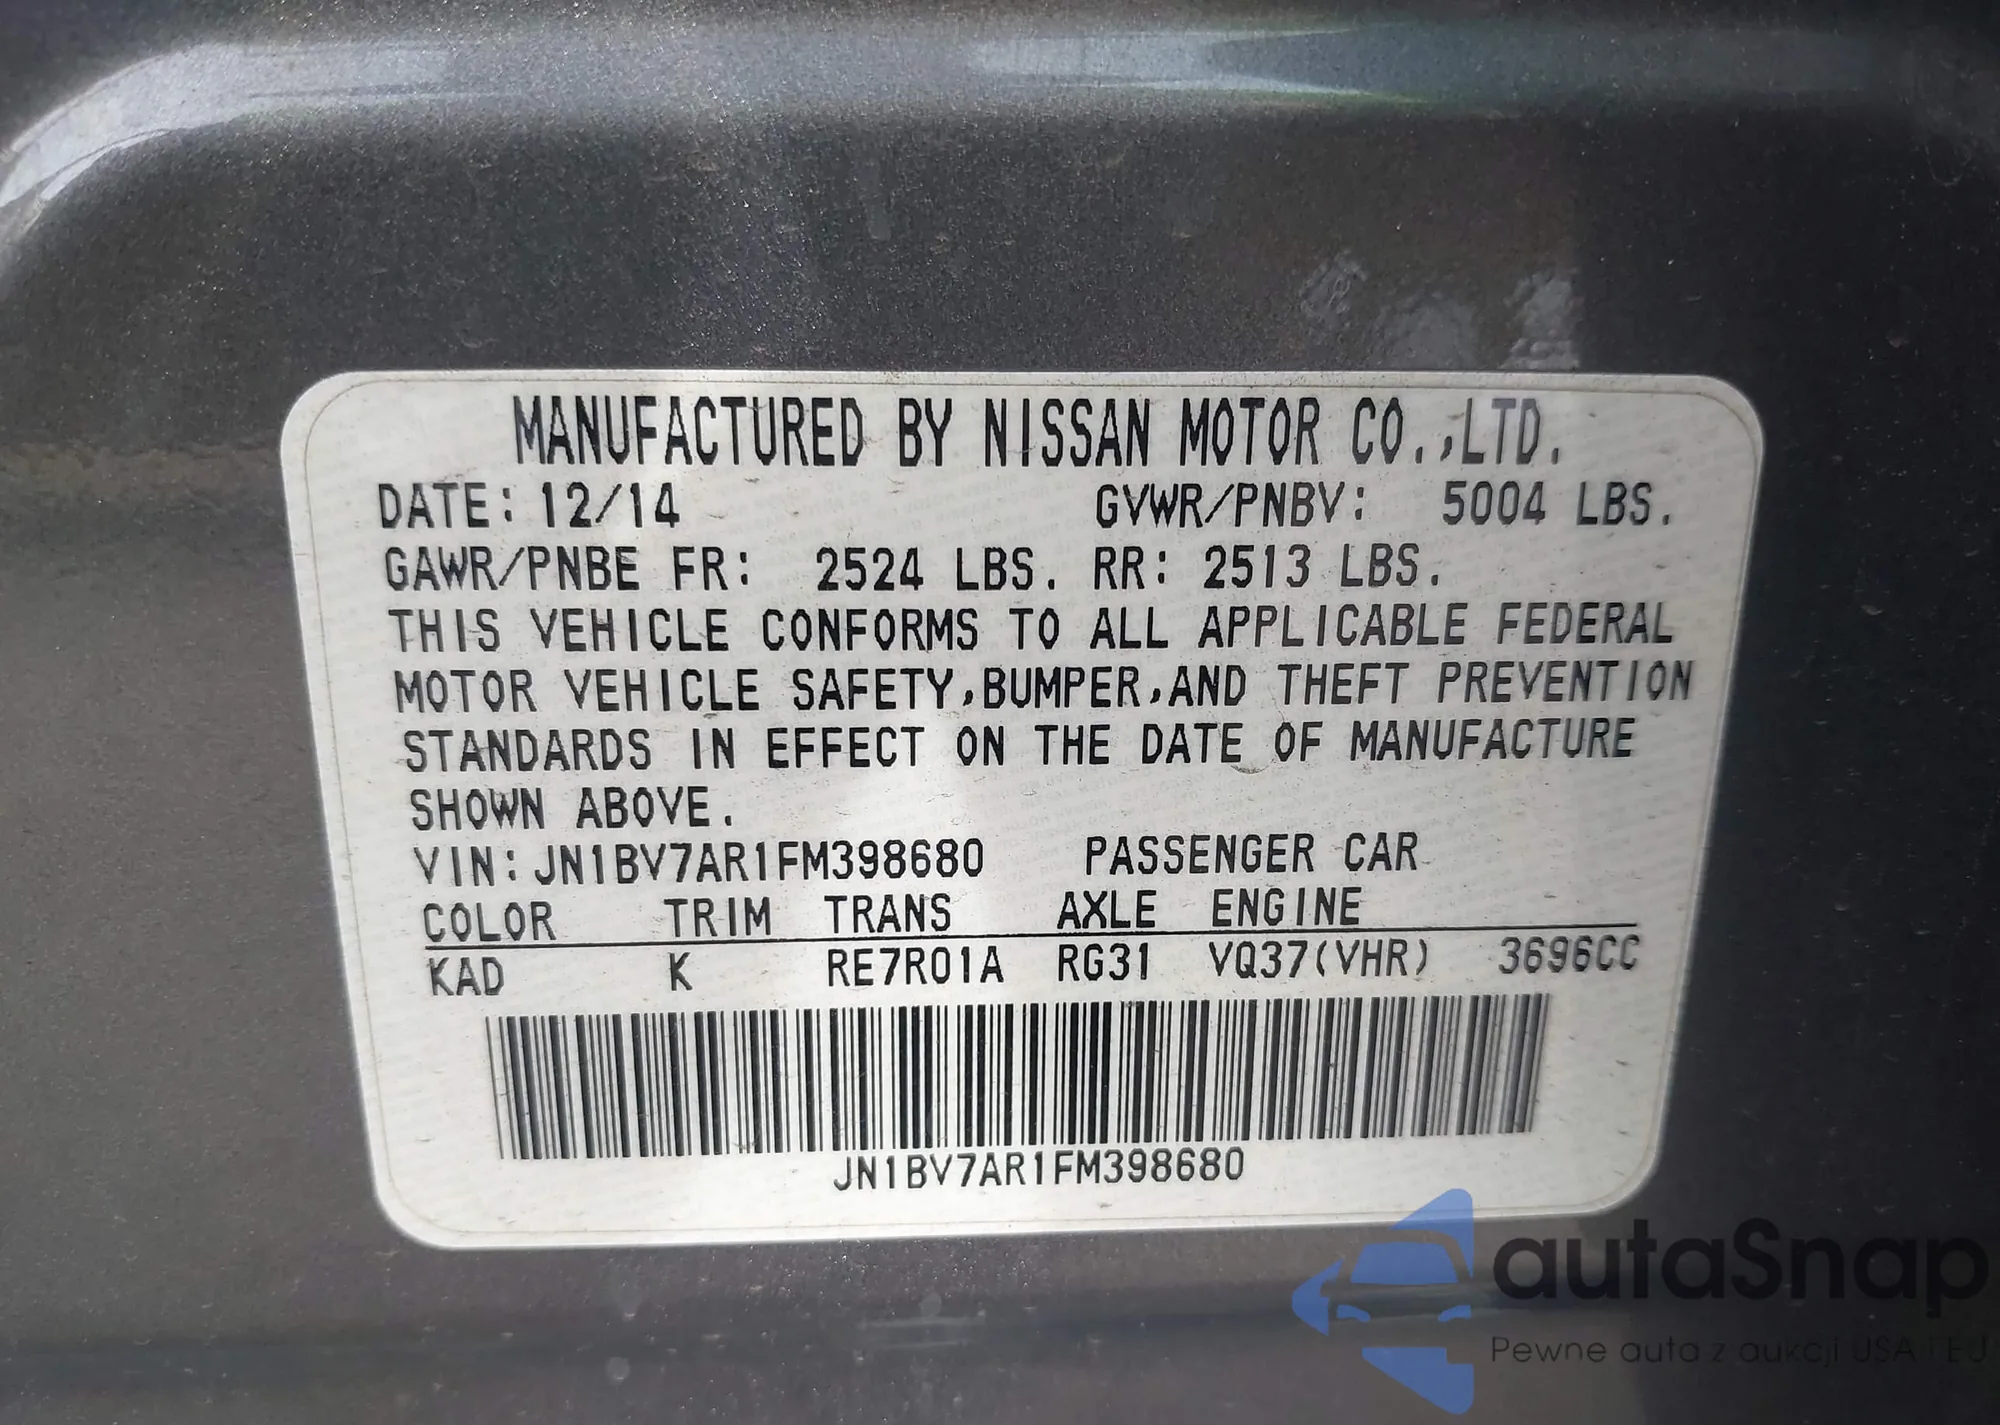 MANUFACTURED BY NISSAN MOTOR CO.,LTD.
DATE: 12/14 GVWR/PNBV: 5004 LBS.
GAWR/PNBE FR: 2524 LBS. RR: 2513 LBS.
THIS VEHICLE CONFORMS TO ALL APPLICABLE FEDERAL
MOTOR VEHICLE SAFETY,BUMPER,AND THEFT PREVENTION
STANDARDS IN EFFECT ON THE DATE OF MANUFACTURE
SHOWN ABOVE.
VIN:JN1BV7AR1FM398680 PASSENGER CAR
COLOR TRIM TRANS AXLE ENGINE
KAD K RE7R01A RG31 VQ37(VHR) 3696CC
JN1BV7AR1FM398680
autaSnap
Pewne auta z aukcji USA i EU